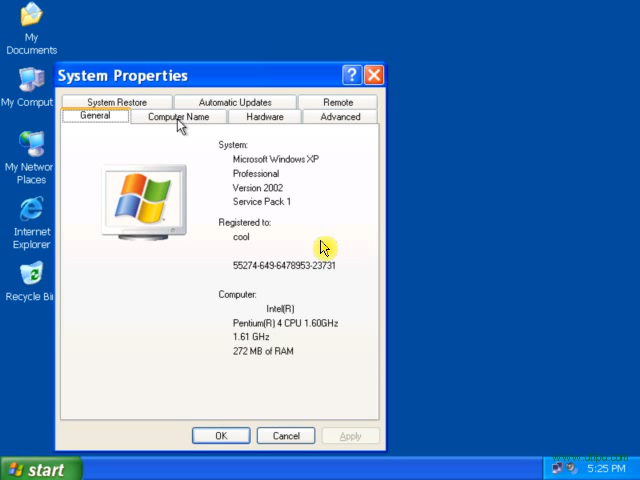 My
Documents
My Comput
My Networ
Places
Internet
Explorer
Recycle Bi
System Properties
System Restore
Automatic Updates
Remote
General
Computer Name
Hardware
Advanced
System:
Microsoft Windows XP
Professional
Version 2002
Service Pack 1
Registered to:
cool
55274-649-6478953-23731
Computer:
Intel(R)
Pentium(R) 4 CPU 1.60GHz
1.61 GHz
272 MB of RAM
OK
Cancel
Apply
start
5:25 PM